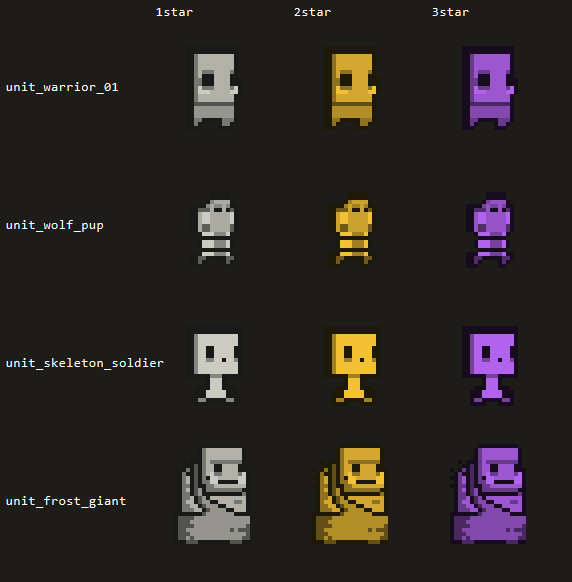 1star 2star 3star
unit_warrior_01
unit_wolf_pup
unit_skeleton_soldier
unit_frost_giant